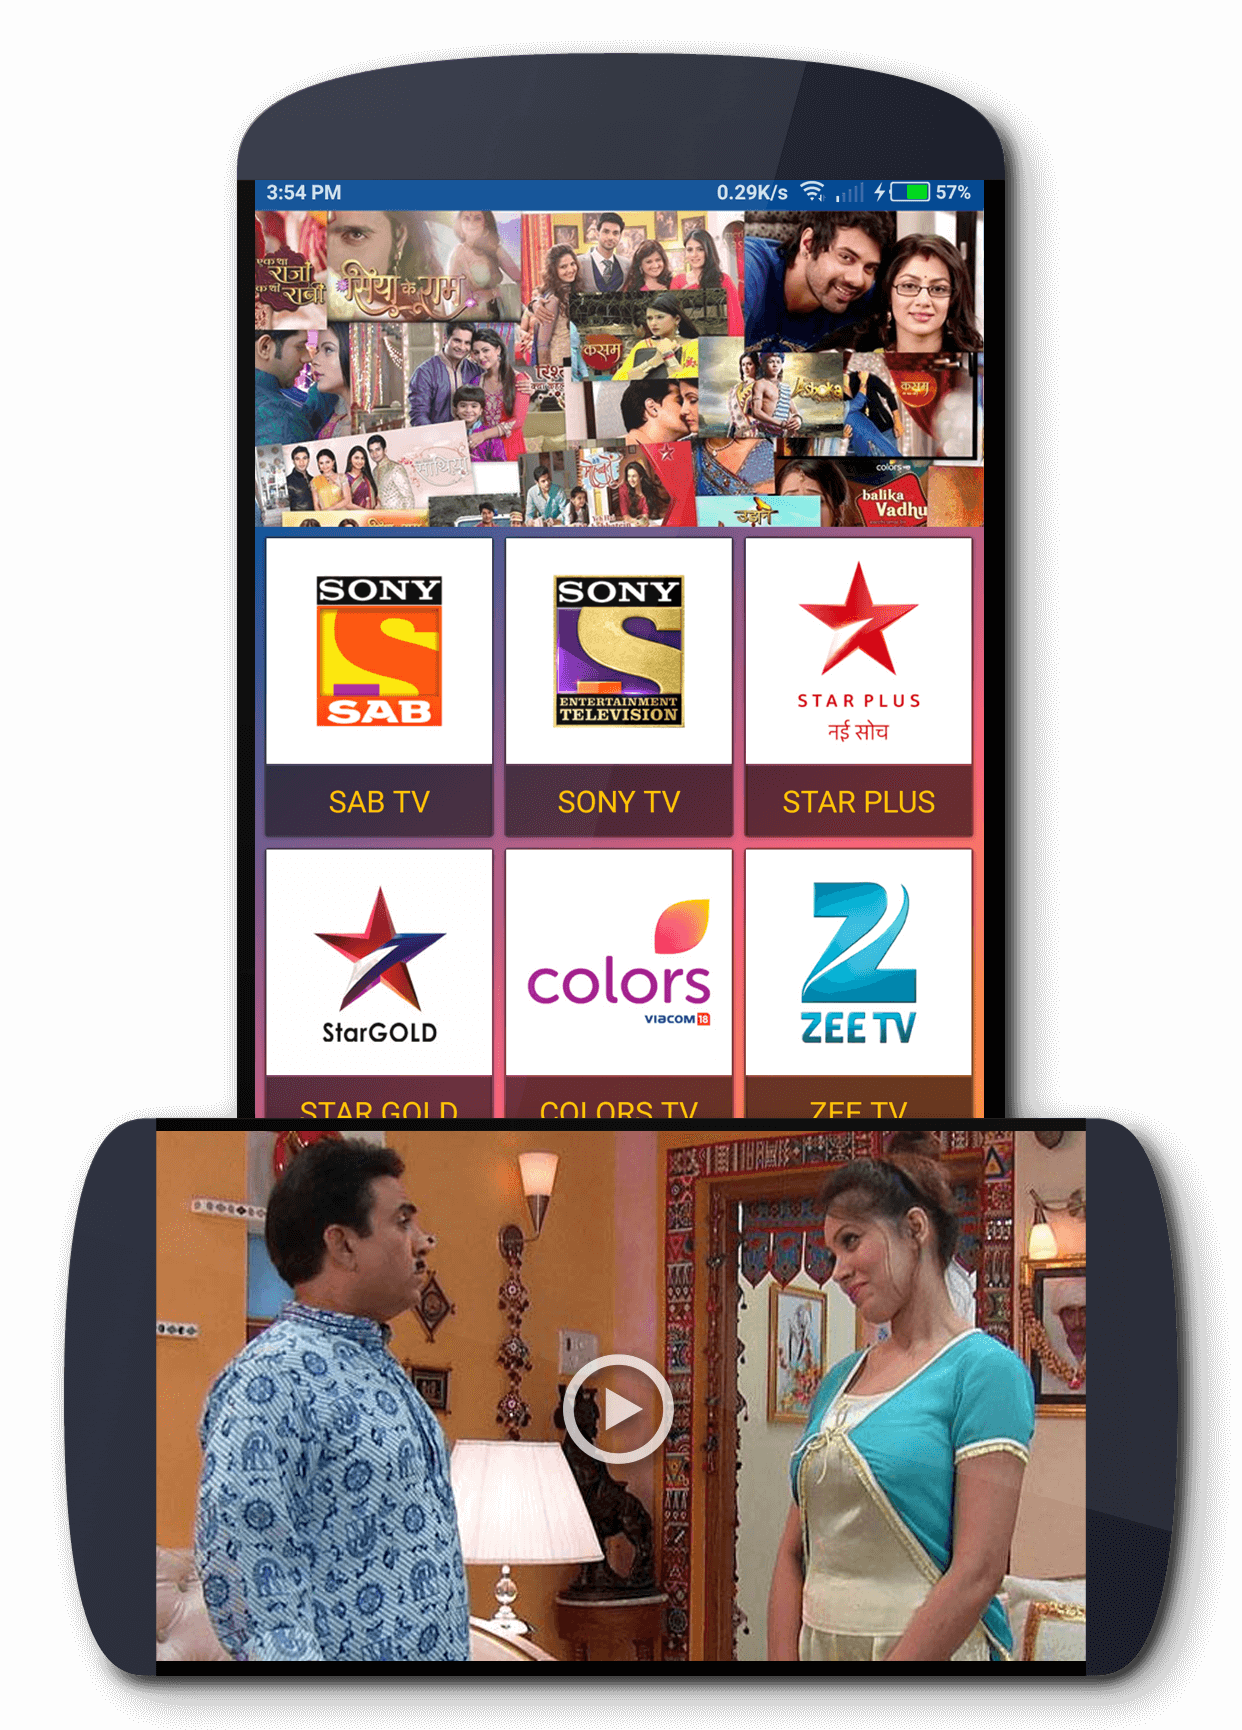 3:54 PM
0.29K/s
57%
एक था
राजा
एक थी रानी
सिया के राम
कसम
Ashoka
कसम
साथिया
colors
balika
Vadhu
उड़ान
SONY
SAB
SONY
ENTERTAINMENT
TELEVISION
STAR PLUS
नई सोच
SAB TV
SONY TV
STAR PLUS
StarGOLD
colors
VIACOM 18
ZEE TV
STAR GOLD
COLORS TV
ZEE TV